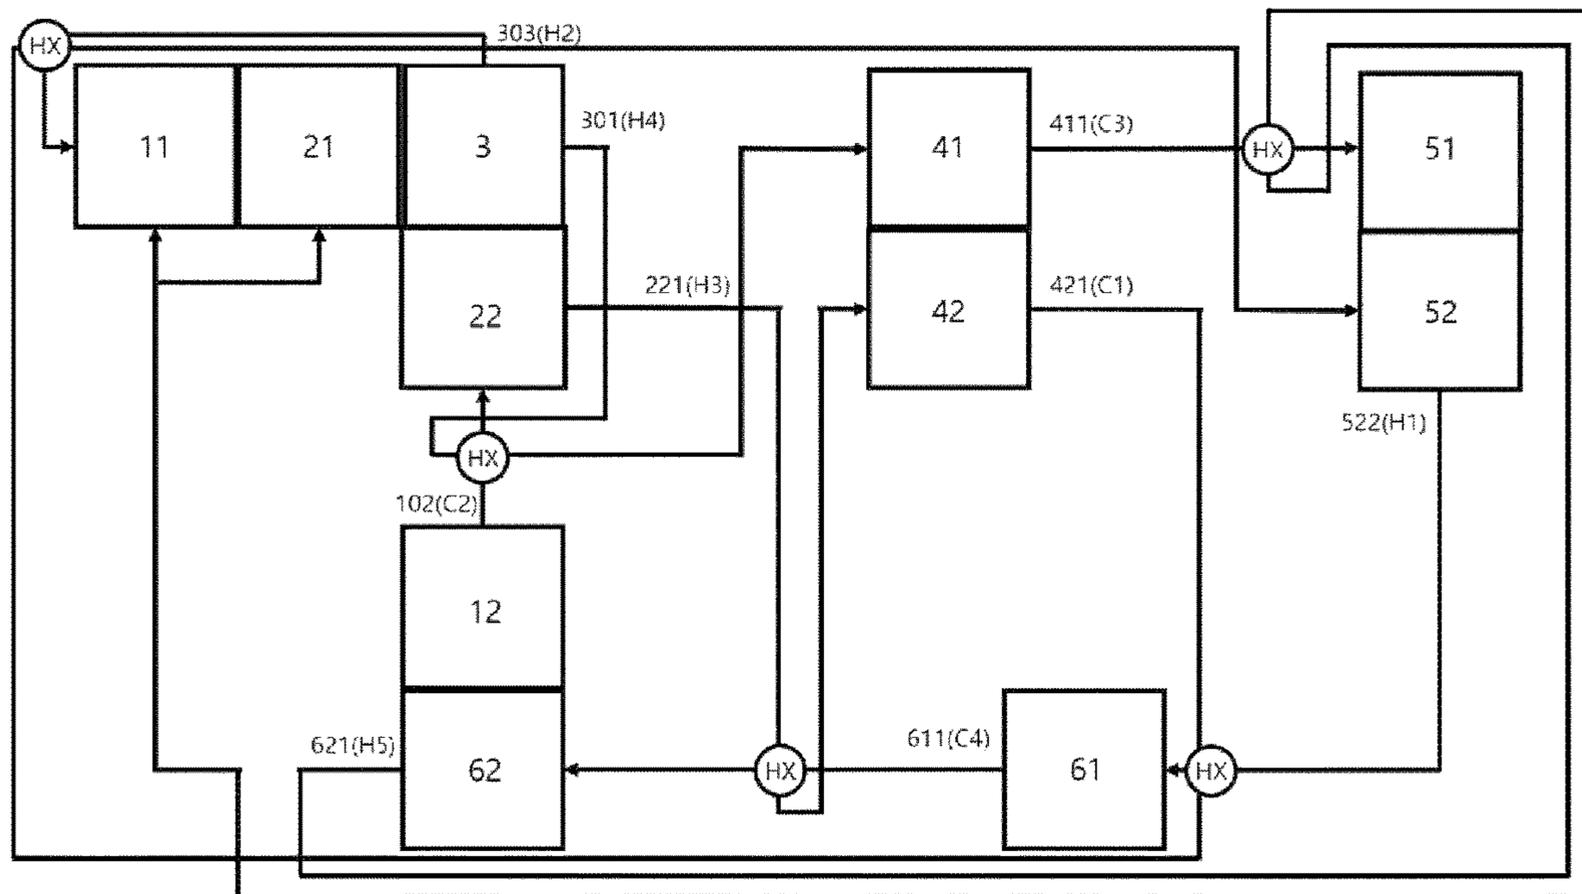 303(H2)
HX
301(H4)
411(C3)
11
21
3
41
HX
51
221(H3)
421(C1)
22
42
52
522(H1)
HX
102(C2)
12
621(H5)
611(C4)
62
HX
61
HX